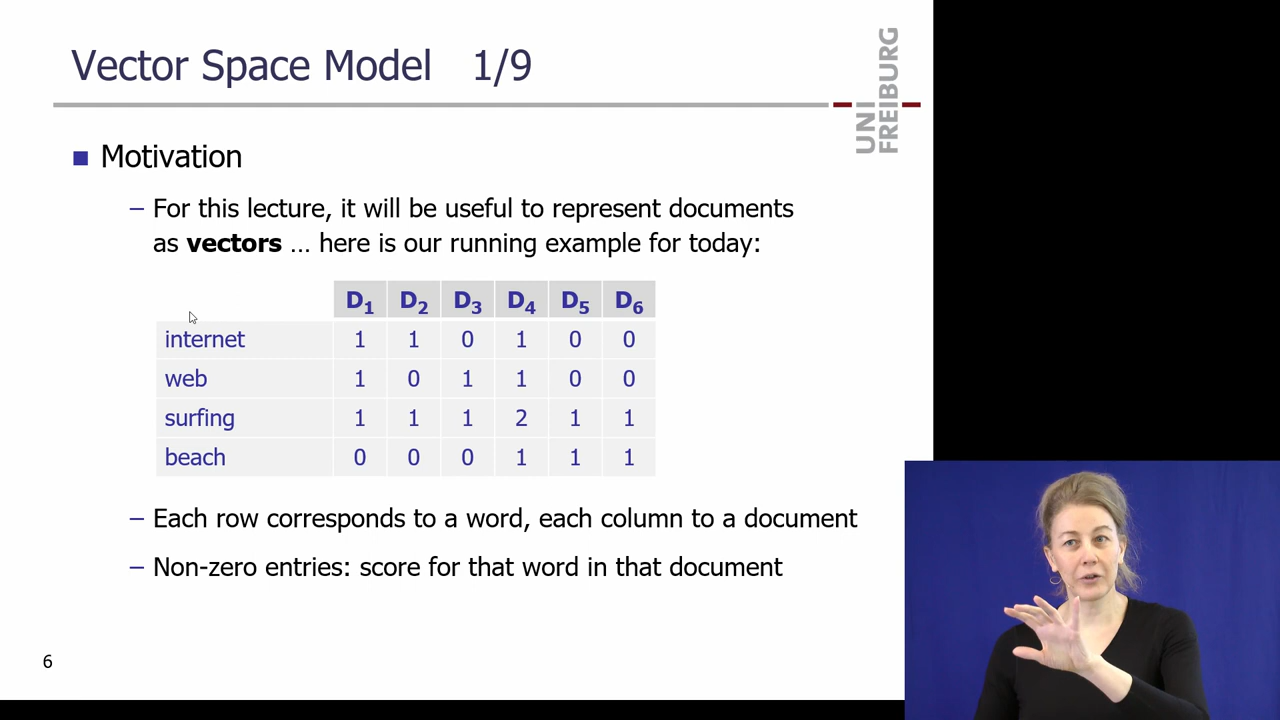 Vector Space Model 1/9
UNI
FREIBURG
Motivation
– For this lecture, it will be useful to represent documents
as vectors … here is our running example for today:
D1 D2 D3 D4 D5 D6
internet 1 1 0 1 0 0
web 1 0 1 1 0 0
surfing 1 1 1 2 1 1
beach 0 0 0 1 1 1
– Each row corresponds to a word, each column to a document
– Non-zero entries: score for that word in that document
6